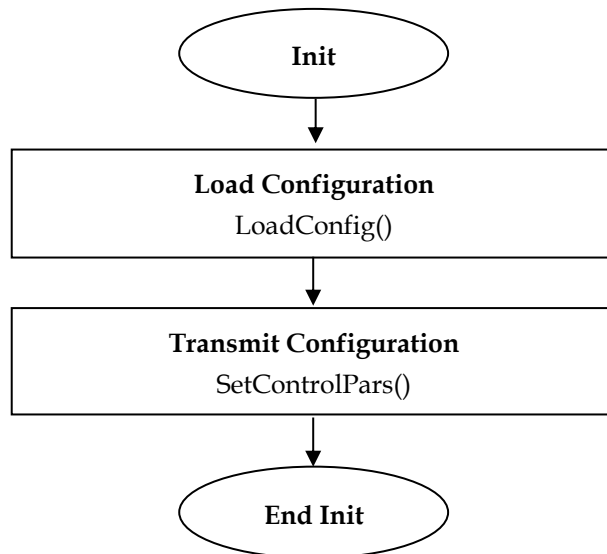 Init
Load Configuration
LoadConfig()
Transmit Configuration
SetControlPars()
End Init